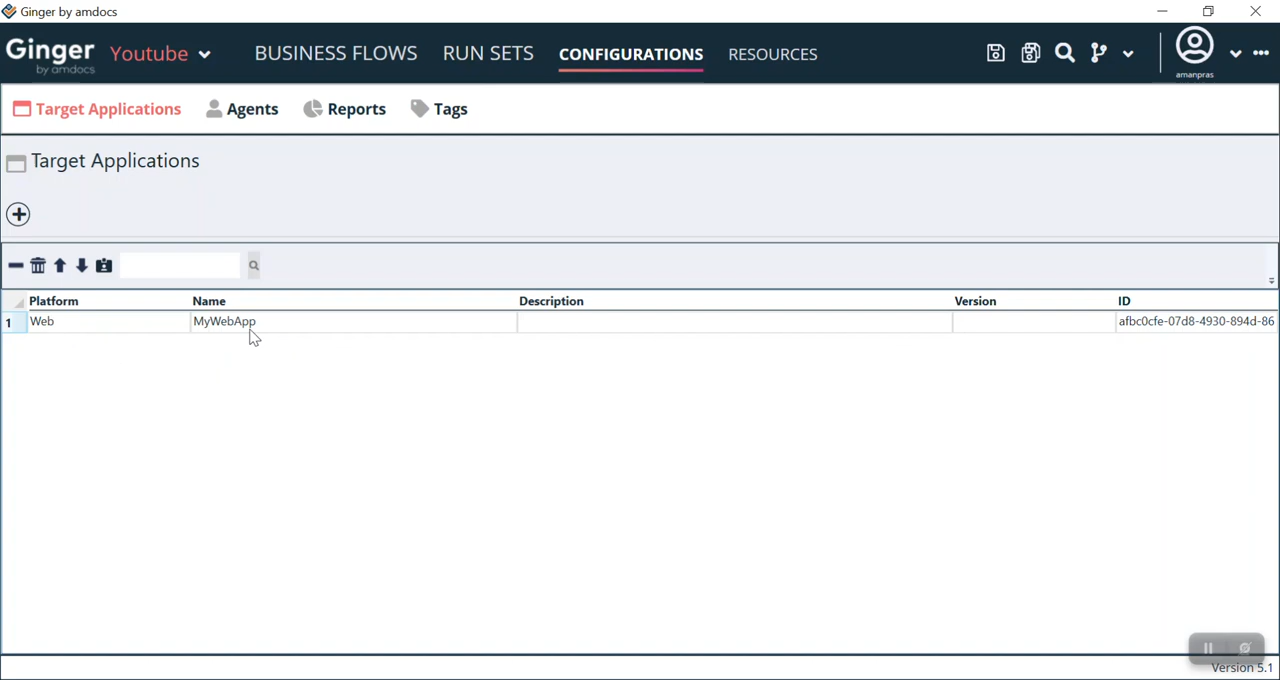 Ginger by amdocs
Ginger by amdocs Youtube BUSINESS FLOWS RUN SETS CONFIGURATIONS RESOURCES amanpras
Target Applications Agents Reports Tags
Target Applications
Platform Name Description Version ID
1 Web MyWebApp afbc0cfe-07d8-4930-894d-86
Version 5.1